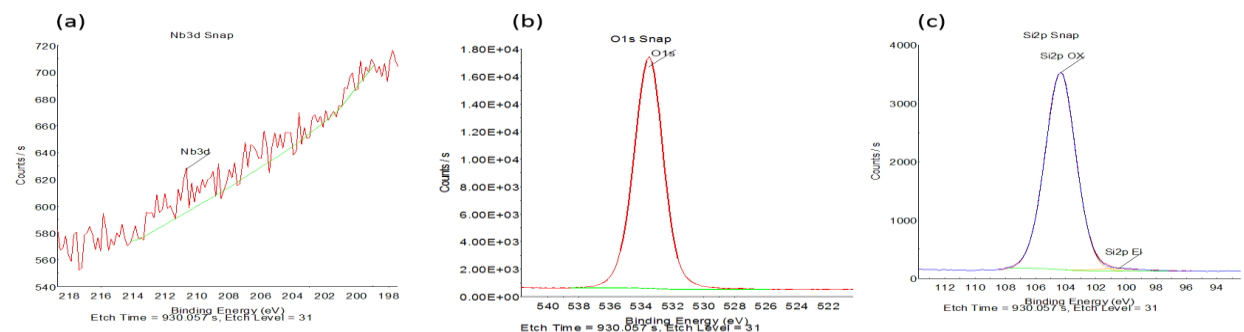 (a)
Nb3d Snap
720
700
680
660
640
620
600
580
560
540
Counts / s
Nb3d
218 216 214 212 210 208 206 204 202 200 198
Binding Energy (eV)
Etch Time = 930.057 s, Etch Level = 31
(b)
O1s Snap
O1s
1.80E+04
1.60E+04
1.40E+04
1.20E+04
1.00E+04
8.00E+03
6.00E+03
4.00E+03
2.00E+03
0.00E+00
Counts / s
540 538 536 534 532 530 528 526 524 522
Binding Energy (eV)
Etch Time = 930.057 s, Etch Level = 31
(c)
Si2p Snap
Si2p OX
4000
3000
2000
1000
0
Counts / s
Si2p El
112 110 108 106 104 102 100 98 96 94
Binding Energy (eV)
Etch Time = 930.057 s, Etch Level = 31